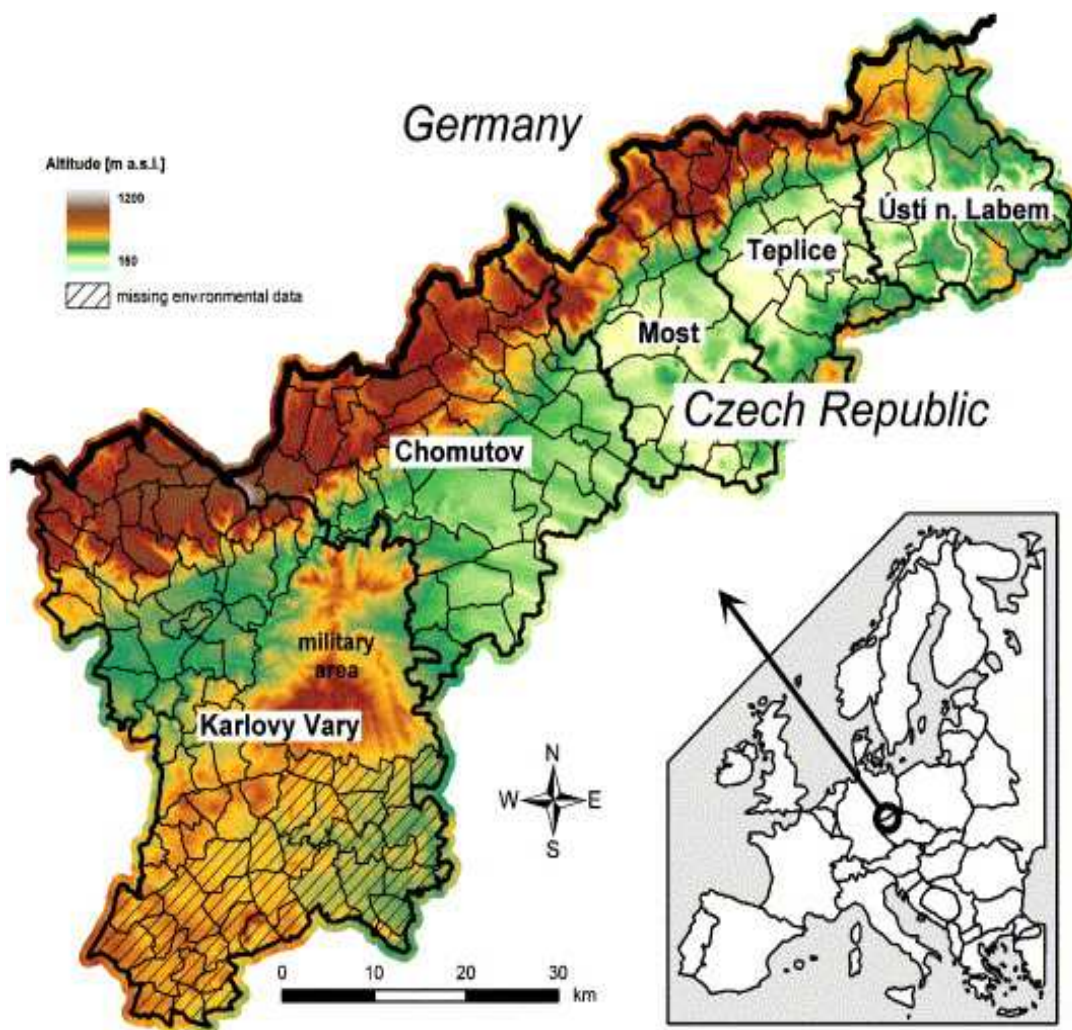 Germany
Altitude [m a.s.l.]
1200
160
missing environmental data
Ústí n. Labem
Teplice
Most
Czech Republic
Chomutov
military
area
Karlovy Vary
N
W E
S
0 10 20 30
km